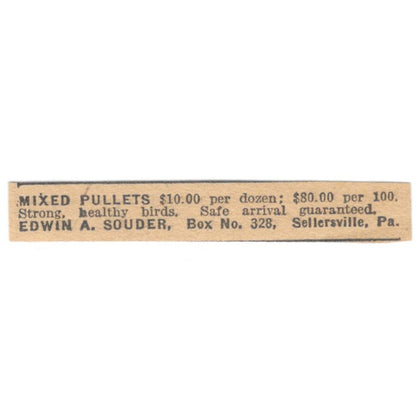 MIXED PULLETS $10.00 per dozen; $80.00 per 100.
Strong, healthy birds. Safe arrival guaranteed.
EDWIN A. SOUDER, Box No. 328, Sellersville, Pa.